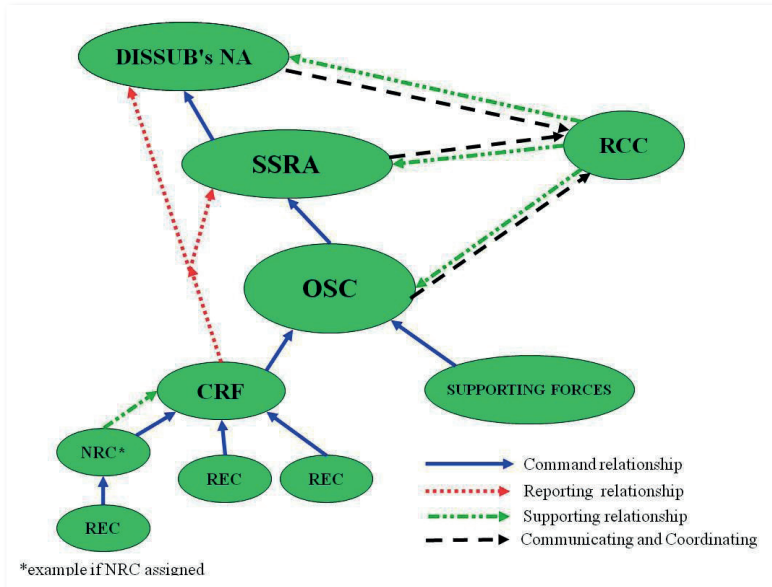 DISSUB's NA
RCC
SSRA
OSC
CRF
SUPPORTING FORCES
NRC*
REC
REC
REC
Command relationship
Reporting relationship
Supporting relationship
Communicating and Coordinating
*example if NRC assigned